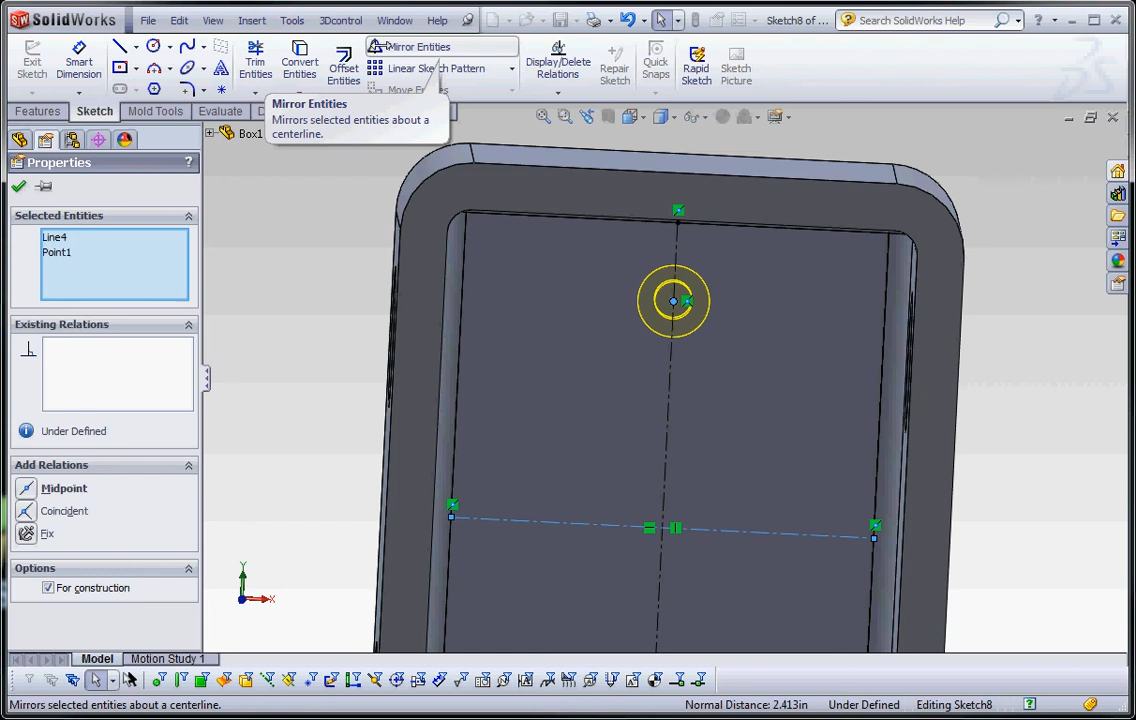 SolidWorks File Edit View Insert Tools 3Dcontrol Window Help Sketch8 of ... Search SolidWorks Help
Exit Sketch
Smart Dimension
Trim Entities
Convert Entities
Offset Entities
Mirror Entities
Linear Sketch Pattern
Move Entities
Display/Delete Relations
Repair Sketch
Quick Snaps
Rapid Sketch
Sketch Picture
Features Sketch Mold Tools Evaluate D
Mirror Entities
Mirrors selected entities about a
centerline.
Box1
Properties ?
Selected Entities
Line4
Point1
Existing Relations
Under Defined
Add Relations
Midpoint
Coincident
Fix
Options
For construction
Y
X
Model Motion Study 1
Mirrors selected entities about a centerline. Normal Distance: 2.413in Under Defined Editing Sketch8